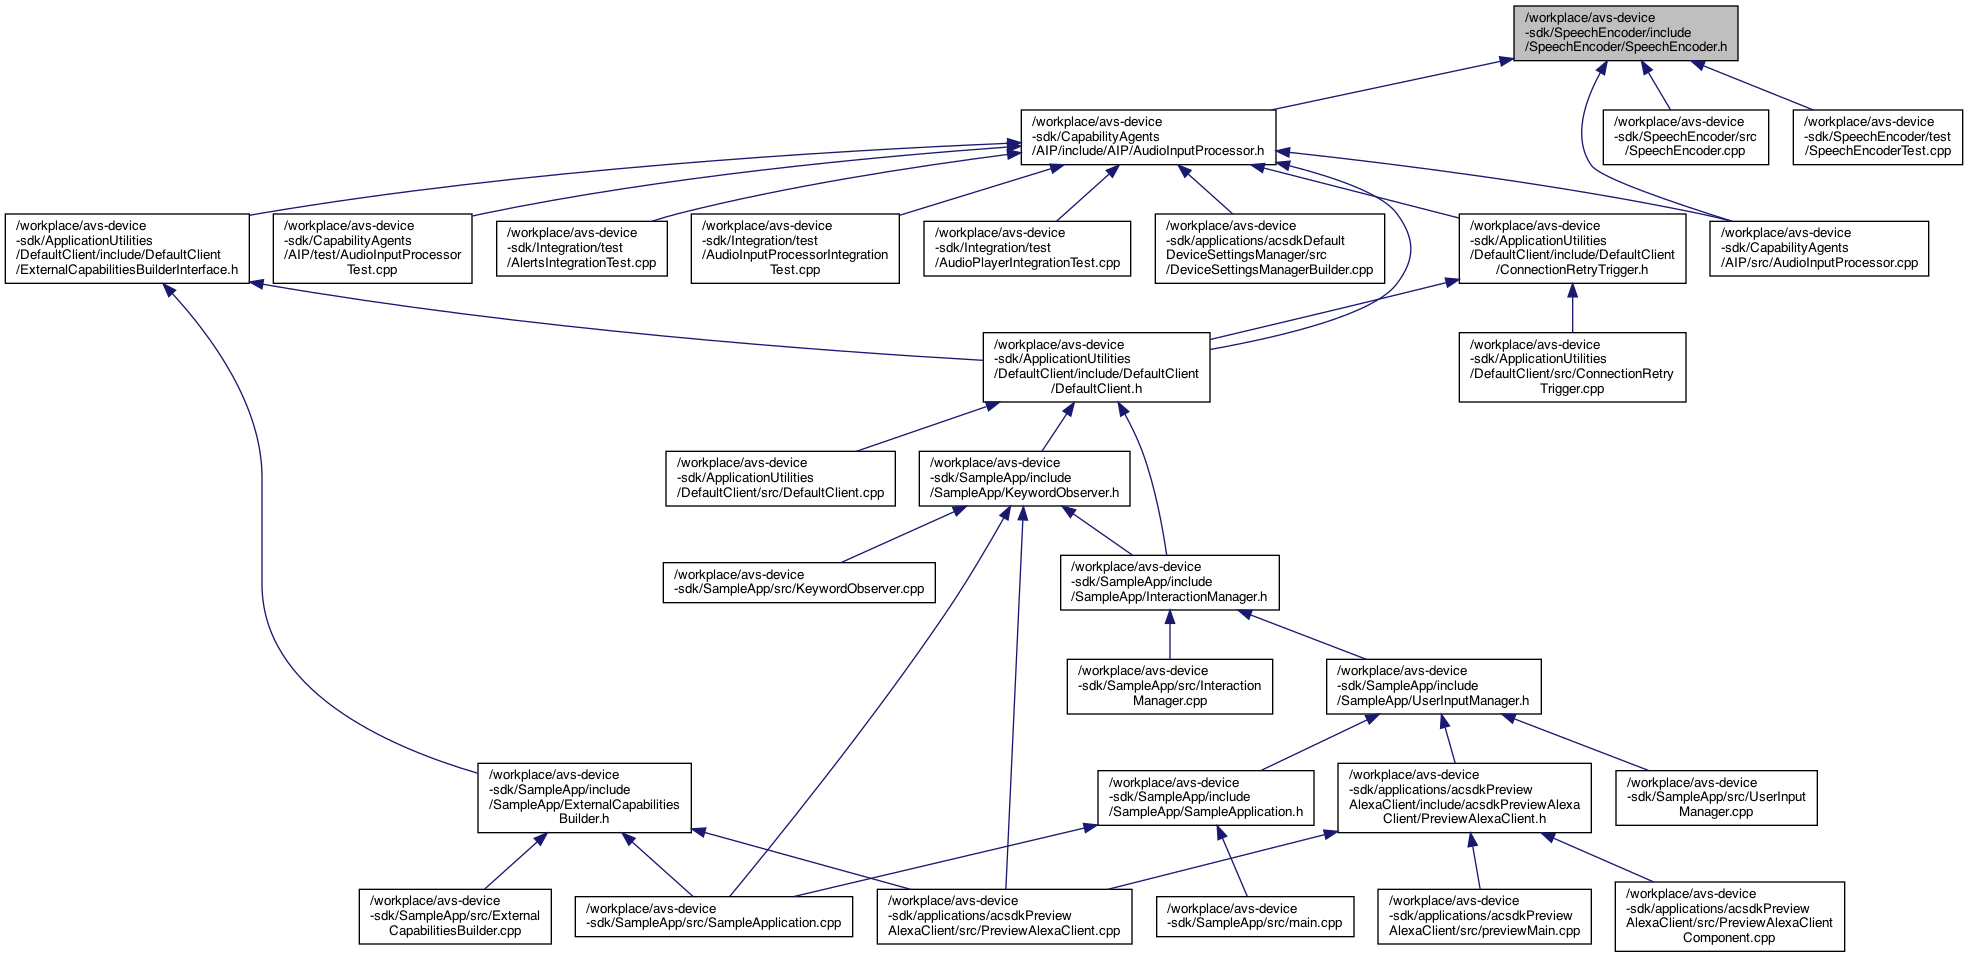 /workplace/avs-device
-sdk/SpeechEncoder/include
/SpeechEncoder/SpeechEncoder.h
/workplace/avs-device
-sdk/CapabilityAgents
/AIP/include/AIP/AudioInputProcessor.h
/workplace/avs-device
-sdk/SpeechEncoder/src
/SpeechEncoder.cpp
/workplace/avs-device
-sdk/SpeechEncoder/test
/SpeechEncoderTest.cpp
/workplace/avs-device
-sdk/ApplicationUtilities
/DefaultClient/include/DefaultClient
/ExternalCapabilitiesBuilderInterface.h
/workplace/avs-device
-sdk/CapabilityAgents
/AIP/test/AudioInputProcessor
Test.cpp
/workplace/avs-device
-sdk/Integration/test
/AlertsIntegrationTest.cpp
/workplace/avs-device
-sdk/Integration/test
/AudioInputProcessorIntegration
Test.cpp
/workplace/avs-device
-sdk/Integration/test
/AudioPlayerIntegrationTest.cpp
/workplace/avs-device
-sdk/applications/acsdkDefault
DeviceSettingsManager/src
/DeviceSettingsManagerBuilder.cpp
/workplace/avs-device
-sdk/ApplicationUtilities
/DefaultClient/include/DefaultClient
/ConnectionRetryTrigger.h
/workplace/avs-device
-sdk/CapabilityAgents
/AIP/src/AudioInputProcessor.cpp
/workplace/avs-device
-sdk/ApplicationUtilities
/DefaultClient/include/DefaultClient
/DefaultClient.h
/workplace/avs-device
-sdk/ApplicationUtilities
/DefaultClient/src/ConnectionRetry
Trigger.cpp
/workplace/avs-device
-sdk/ApplicationUtilities
/DefaultClient/src/DefaultClient.cpp
/workplace/avs-device
-sdk/SampleApp/include
/SampleApp/KeywordObserver.h
/workplace/avs-device
-sdk/SampleApp/src/KeywordObserver.cpp
/workplace/avs-device
-sdk/SampleApp/include
/SampleApp/InteractionManager.h
/workplace/avs-device
-sdk/SampleApp/src/Interaction
Manager.cpp
/workplace/avs-device
-sdk/SampleApp/include
/SampleApp/UserInputManager.h
/workplace/avs-device
-sdk/SampleApp/include
/SampleApp/ExternalCapabilities
Builder.h
/workplace/avs-device
-sdk/SampleApp/include
/SampleApp/SampleApplication.h
/workplace/avs-device
-sdk/applications/acsdkPreview
AlexaClient/include/acsdkPreviewAlexa
Client/PreviewAlexaClient.h
/workplace/avs-device
-sdk/SampleApp/src/UserInput
Manager.cpp
/workplace/avs-device
-sdk/SampleApp/src/External
CapabilitiesBuilder.cpp
/workplace/avs-device
-sdk/SampleApp/src/SampleApplication.cpp
/workplace/avs-device
-sdk/applications/acsdkPreview
AlexaClient/src/PreviewAlexaClient.cpp
/workplace/avs-device
-sdk/SampleApp/src/main.cpp
/workplace/avs-device
-sdk/applications/acsdkPreview
AlexaClient/src/previewMain.cpp
/workplace/avs-device
-sdk/applications/acsdkPreview
AlexaClient/src/PreviewAlexaClient
Component.cpp